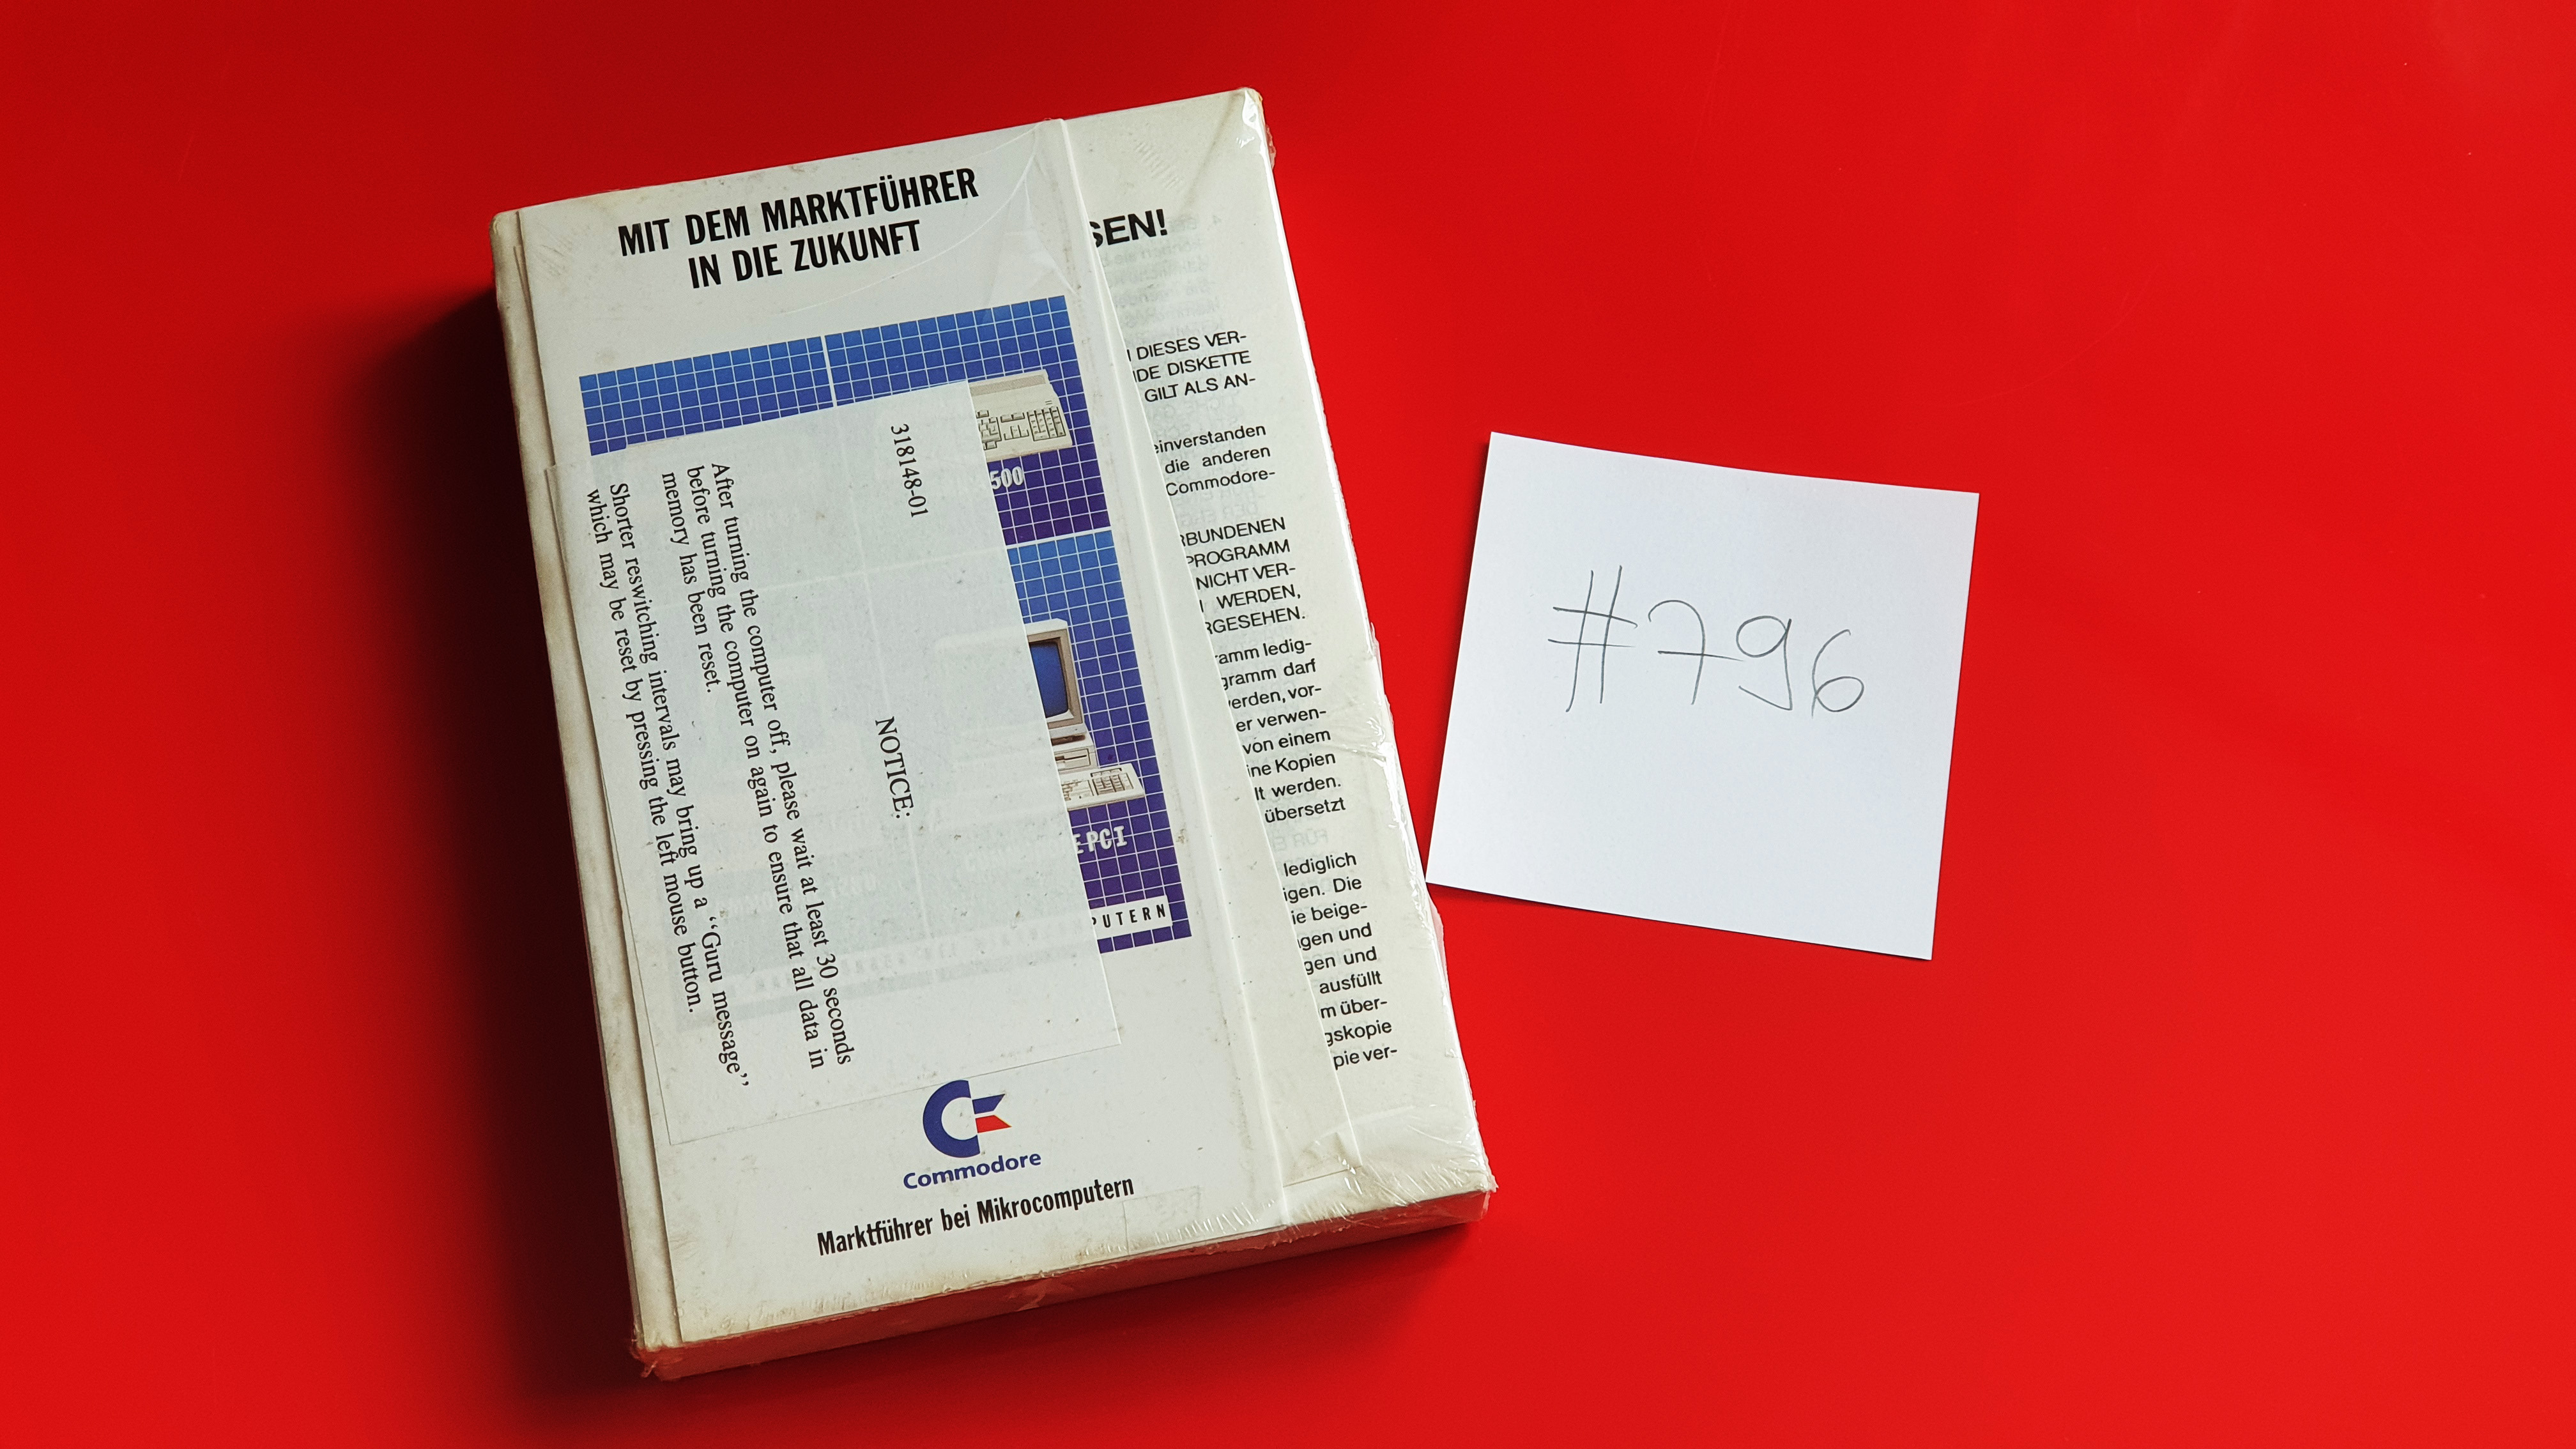 MIT DEM MARKTFÜHRER
IN DIE ZUKUNFT
500
E PC-I
PUTERN
318148-01
NOTICE:
After turning the computer off, please wait at least 30 seconds
before turning the computer on again to ensure that all data in
memory has been reset.
Shorter reswitching intervals may bring up a “Guru message”
which may be reset by pressing the left mouse button.
Commodore
Marktführer bei Mikrocomputern
SEN!
DIESES VER-
DE DISKETTE
GILT ALS AN-
einverstanden
die anderen
Commodore-
RBUNDENEN
PROGRAMM
NICHT VER-
WERDEN,
RGESEHEN.
ramm ledig-
gramm darf
erden, vor-
er verwen-
von einem
ine Kopien
lt werden.
übersetzt
lediglich
igen. Die
ie beige-
gen und
gen und
ausfüllt
m über-
gskopie
pie ver-
#796